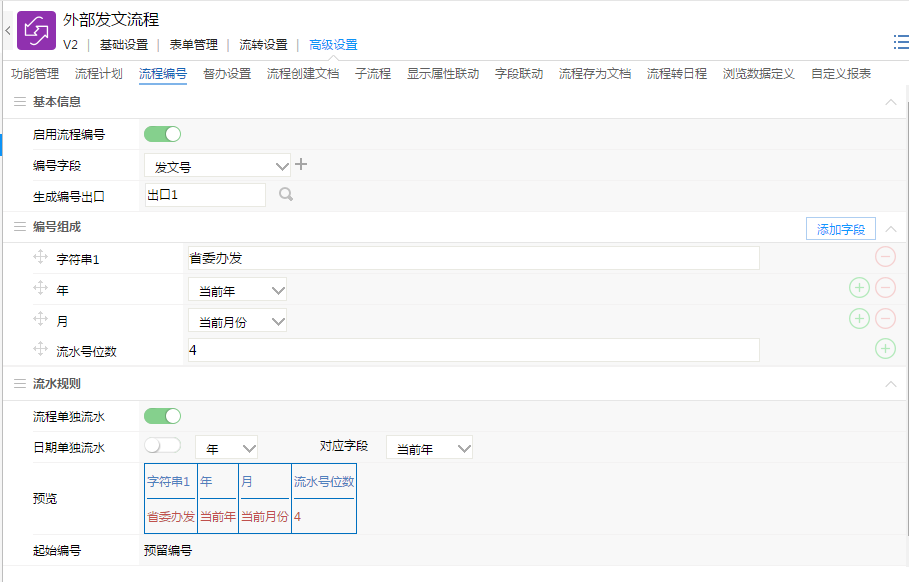 外部发文流程
V2 | 基础设置 | 表单管理 | 流转设置 | 高级设置
功能管理 流程计划 流程编号 督办设置 流程创建文档 子流程 显示属性联动 字段联动 流程存为文档 流程转日程 浏览数据定义 自定义报表
基本信息
启用流程编号
编号字段 发文号
生成编号出口 出口1
编号组成 添加字段
字符串1 省委办发
年 当前年
月 当前月份
流水号位数 4
流水规则
流程单独流水
日期单独流水 年 对应字段 当前年
字符串1 年 月 流水号位数
预览
省委办发 当前年 当前月份 4
起始编号 预留编号